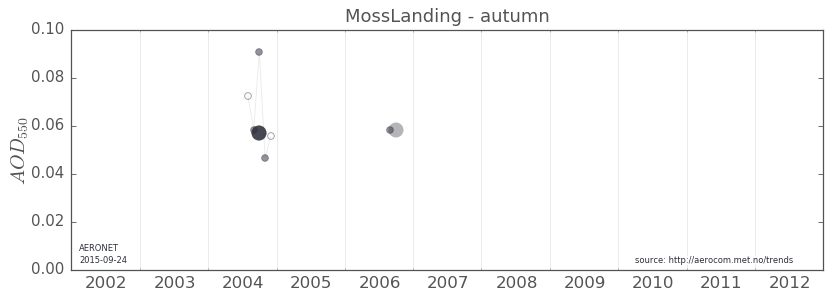 MossLanding - autumn
0.10
0.08
0.06
0.04
0.02
0.00
AOD550
AERONET
2015-09-24
source: http://aerocom.met.no/trends
2002 2003 2004 2005 2006 2007 2008 2009 2010 2011 2012